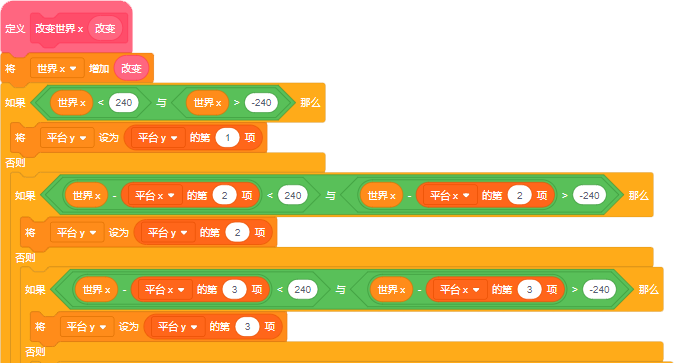 定义 改变世界 x 改变
将 世界 x 增加 改变
如果 世界 x < 240 与 世界 x > -240 那么
将 平台 y 设为 平台 y 的第 1 项
否则
如果 世界 x - 平台 x 的第 2 项 < 240 与 世界 x - 平台 x 的第 2 项 > -240 那么
将 平台 y 设为 平台 y 的第 2 项
否则
如果 世界 x - 平台 x 的第 3 项 < 240 与 世界 x - 平台 x 的第 3 项 > -240 那么
将 平台 y 设为 平台 y 的第 3 项
否则